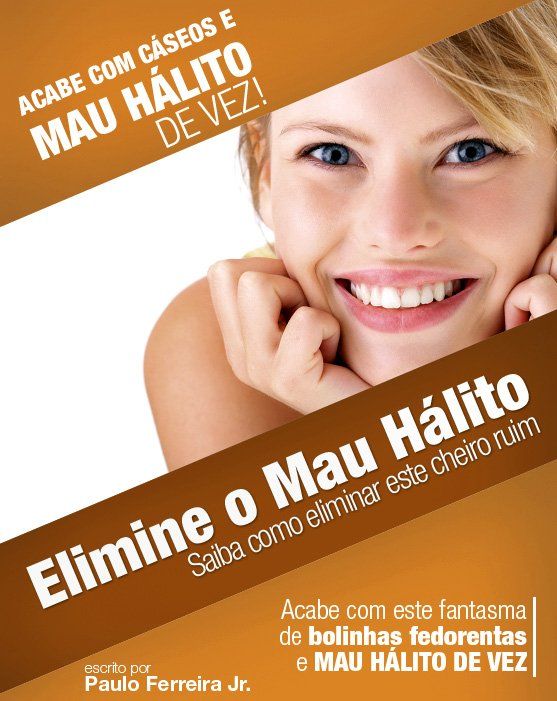 ACABE COM CÁSEOS E
MAU HÁLITO
DE VEZ!
Elimine o Mau Hálito
Saiba como eliminar este cheiro ruim
Acabe com este fantasma
de bolinhas fedorentas
e MAU HÁLITO DE VEZ
escrito por
Paulo Ferreira Jr.